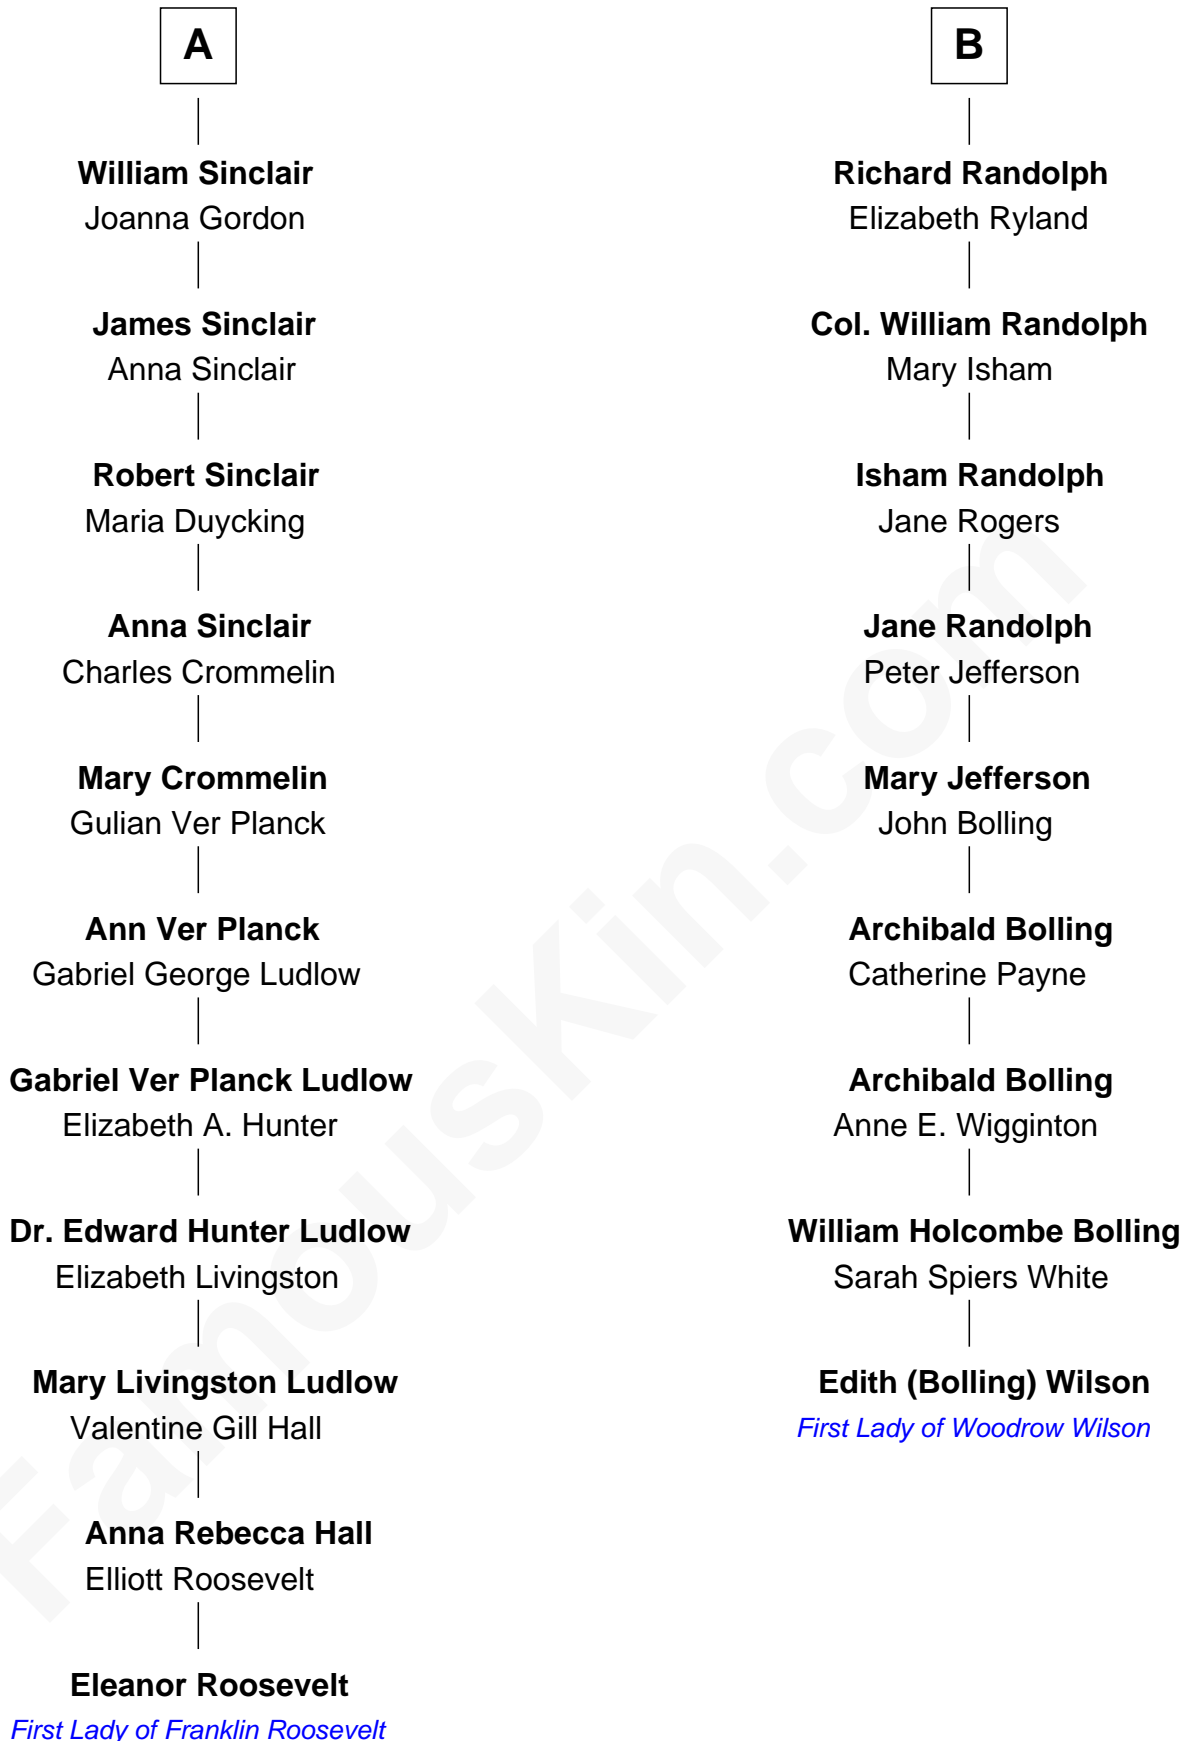 A
William Sinclair
Joanna Gordon
James Sinclair
Anna Sinclair
Robert Sinclair
Maria Duycking
Anna Sinclair
Charles Crommelin
Mary Crommelin
Gulian Ver Planck
Ann Ver Planck
Gabriel George Ludlow
Gabriel Ver Planck Ludlow
Elizabeth A. Hunter
Dr. Edward Hunter Ludlow
Elizabeth Livingston
Mary Livingston Ludlow
Valentine Gill Hall
Anna Rebecca Hall
Elliott Roosevelt
Eleanor Roosevelt
First Lady of Franklin Roosevelt
B
Richard Randolph
Elizabeth Ryland
Col. William Randolph
Mary Isham
Isham Randolph
Jane Rogers
Jane Randolph
Peter Jefferson
Mary Jefferson
John Bolling
Archibald Bolling
Catherine Payne
Archibald Bolling
Anne E. Wigginton
William Holcombe Bolling
Sarah Spiers White
Edith (Bolling) Wilson
First Lady of Woodrow Wilson
FamousKin.com